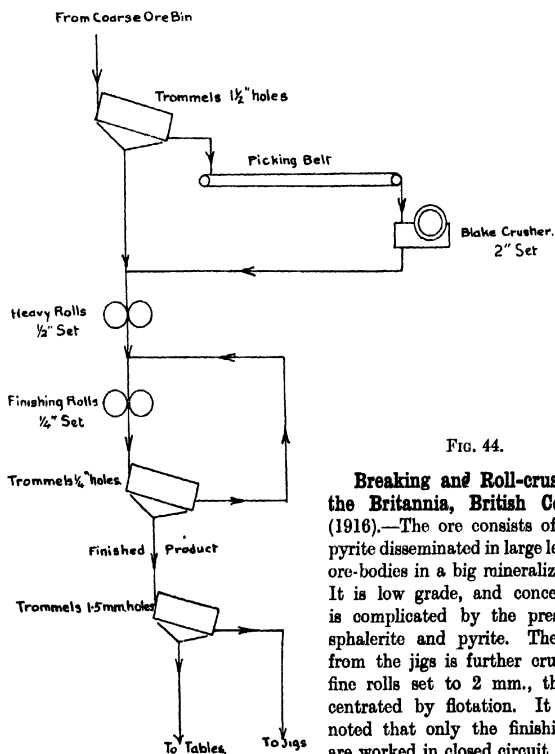 From Coarse Ore Bin
Trommels 1½" holes
Picking Belt
Blake Crusher.
2" Set
Heavy Rolls
½" Set
Finishing Rolls
¼" Set
Trommels ¼" holes.
Finished Product
Trommels 1·5mm holes
To Tables
To Jigs
FIG. 44.
Breaking and Roll-crus
the Britannia, British Co
(1916).—The ore consists of
pyrite disseminated in large le
ore-bodies in a big mineraliz
It is low grade, and conce
is complicated by the pres
sphalerite and pyrite. The
from the jigs is further cru
fine rolls set to 2 mm., th
centrated by flotation. It
noted that only the finishi
are worked in closed circuit